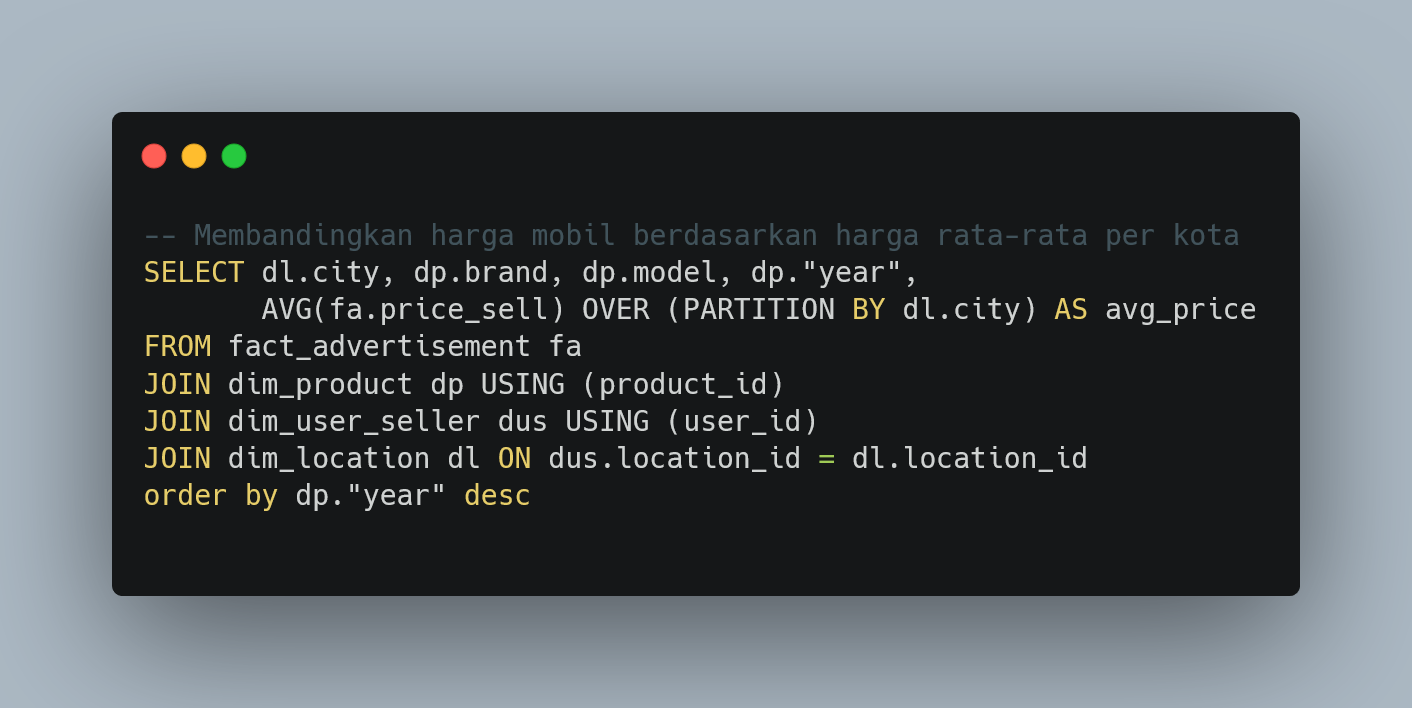 -- Membandingkan harga mobil berdasarkan harga rata-rata per kota
SELECT dl.city, dp.brand, dp.model, dp."year",
       AVG(fa.price_sell) OVER (PARTITION BY dl.city) AS avg_price
FROM fact_advertisement fa
JOIN dim_product dp USING (product_id)
JOIN dim_user_seller dus USING (user_id)
JOIN dim_location dl ON dus.location_id = dl.location_id
order by dp."year" desc